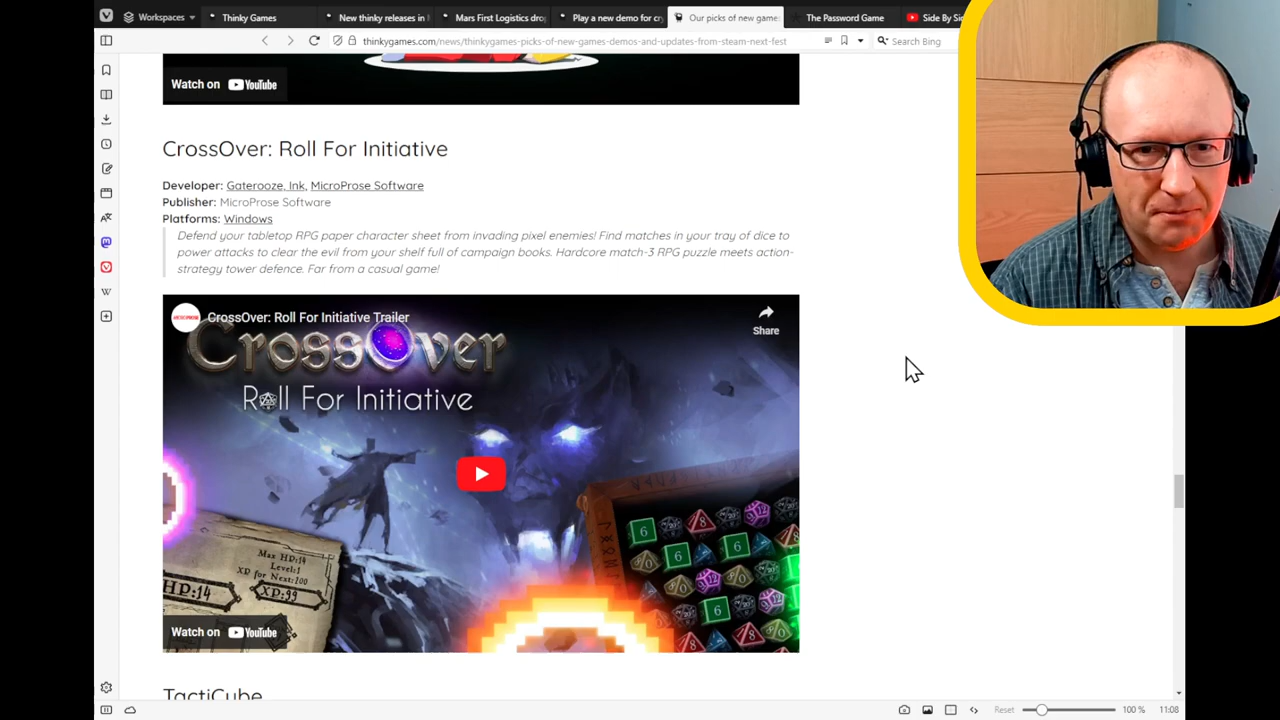 Workspaces
Thinky Games
New thinky releases in
Mars First Logistics dro
Play a new demo for cr
Our picks of new game
The Password Game
Side By Si
thinkygames.com/news/thinkygames-picks-of-new-games-demos-and-updates-from-steam-next-fest
Search Bing
Watch on YouTube
CrossOver: Roll For Initiative
Developer: Gaterooze, Ink, MicroProse Software
Publisher: MicroProse Software
Platforms: Windows
Defend your tabletop RPG paper character sheet from invading pixel enemies! Find matches in your tray of dice to
power attacks to clear the evil from your shelf full of campaign books. Hardcore match-3 RPG puzzle meets action-
strategy tower defence. Far from a casual game!
CrossOver: Roll For Initiative Trailer
Share
CrossOver
Roll For Initiative
Max HP:14
Level:1
XP for Next:100
HP:14
XP:99
Watch on YouTube
TactiCube
Reset
100 %
11:08